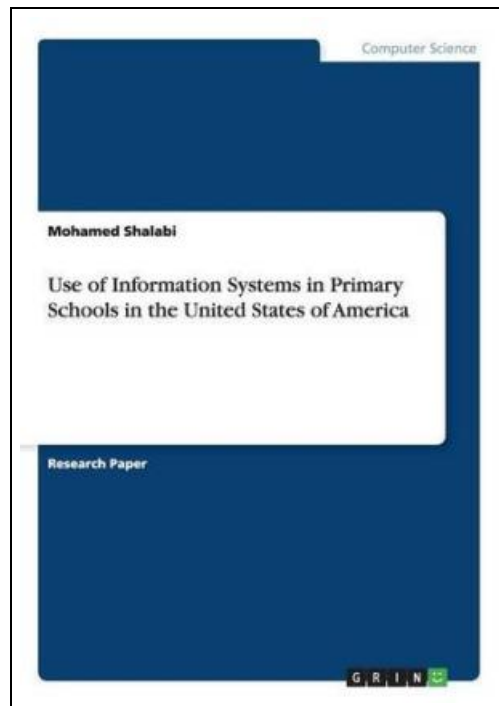 Computer Science
Mohamed Shalabi
Use of Information Systems in Primary
Schools in the United States of America
Research Paper
GRIN